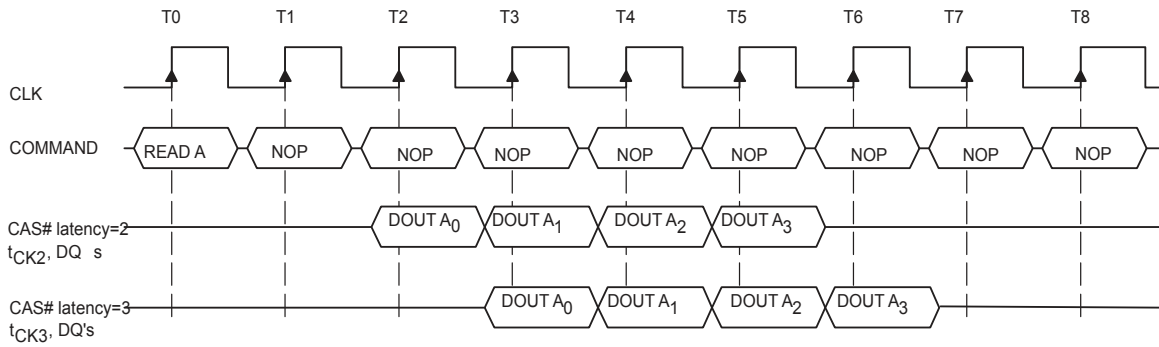 T0 T1 T2 T3 T4 T5 T6 T7 T8
CLK
COMMAND READ A NOP NOP NOP NOP NOP NOP NOP NOP
CAS# latency=2 DOUT A0 DOUT A1 DOUT A2 DOUT A3
tCK2, DQ s
CAS# latency=3 DOUT A0 DOUT A1 DOUT A2 DOUT A3
tCK3, DQ's